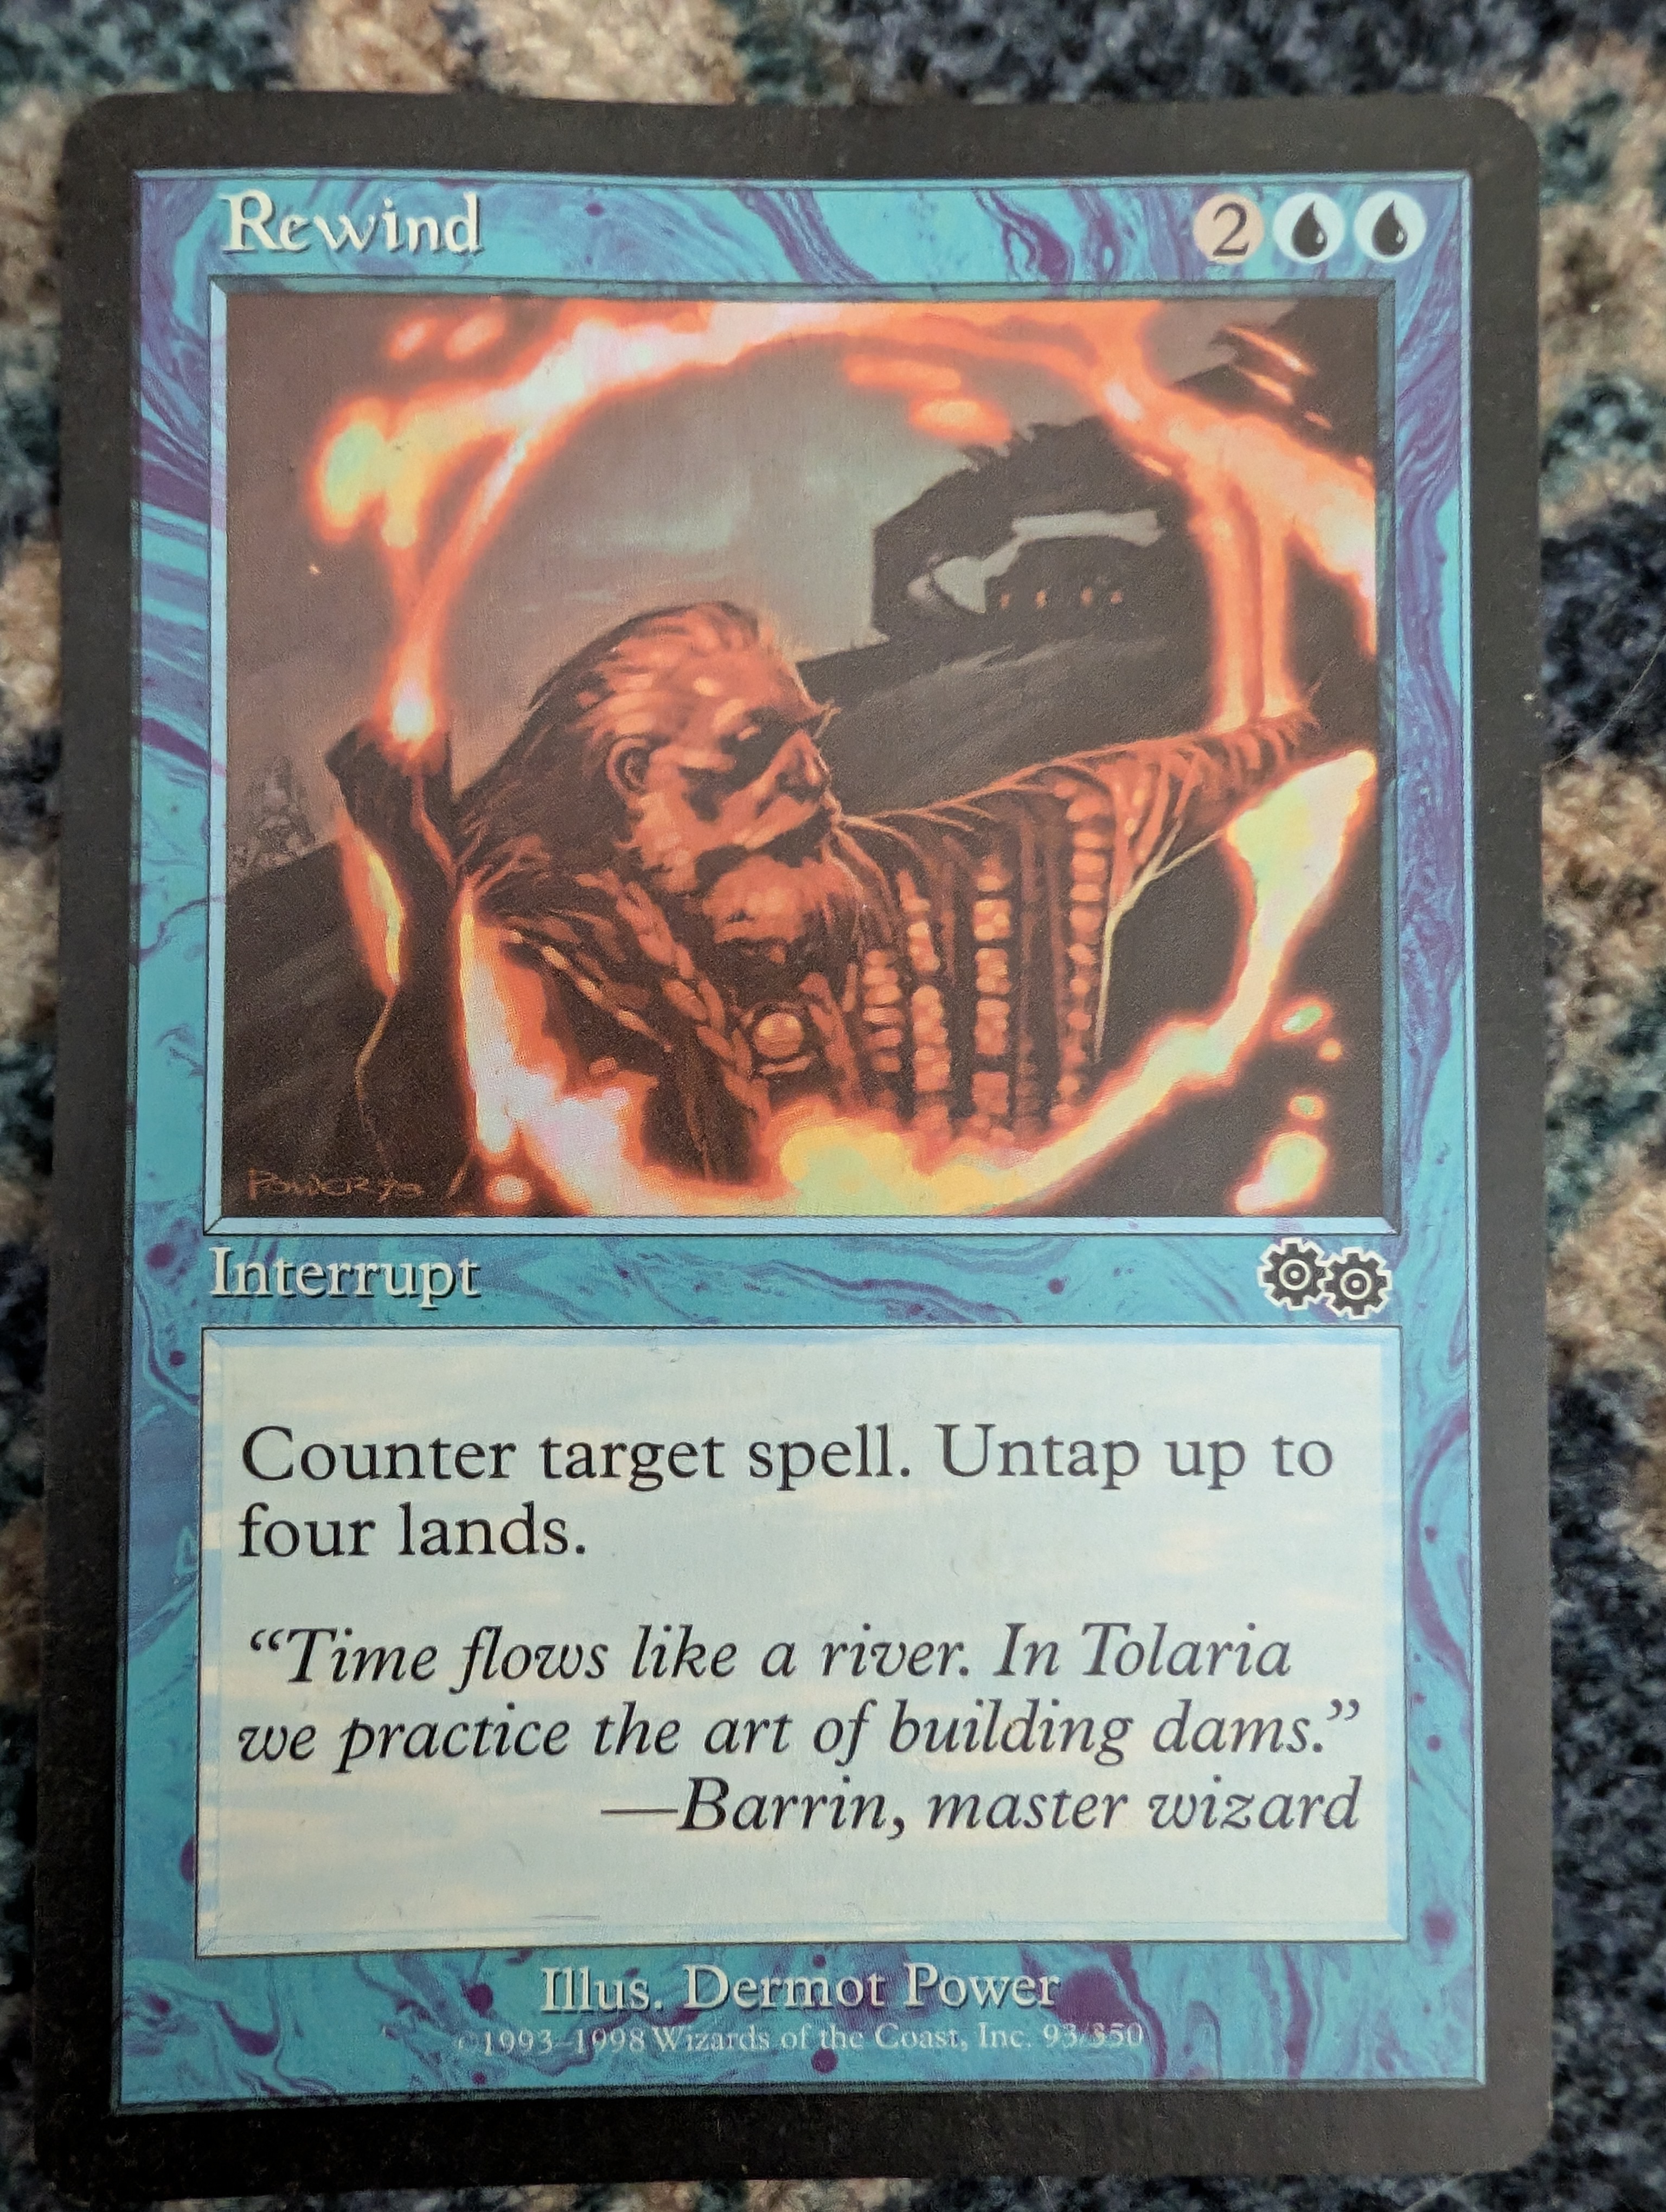 Rewind 2
POWER 98
Interrupt
Counter target spell. Untap up to
four lands.
“Time flows like a river. In Tolaria
we practice the art of building dams.”
—Barrin, master wizard
Illus. Dermot Power
©1993–1998 Wizards of the Coast, Inc. 93/350